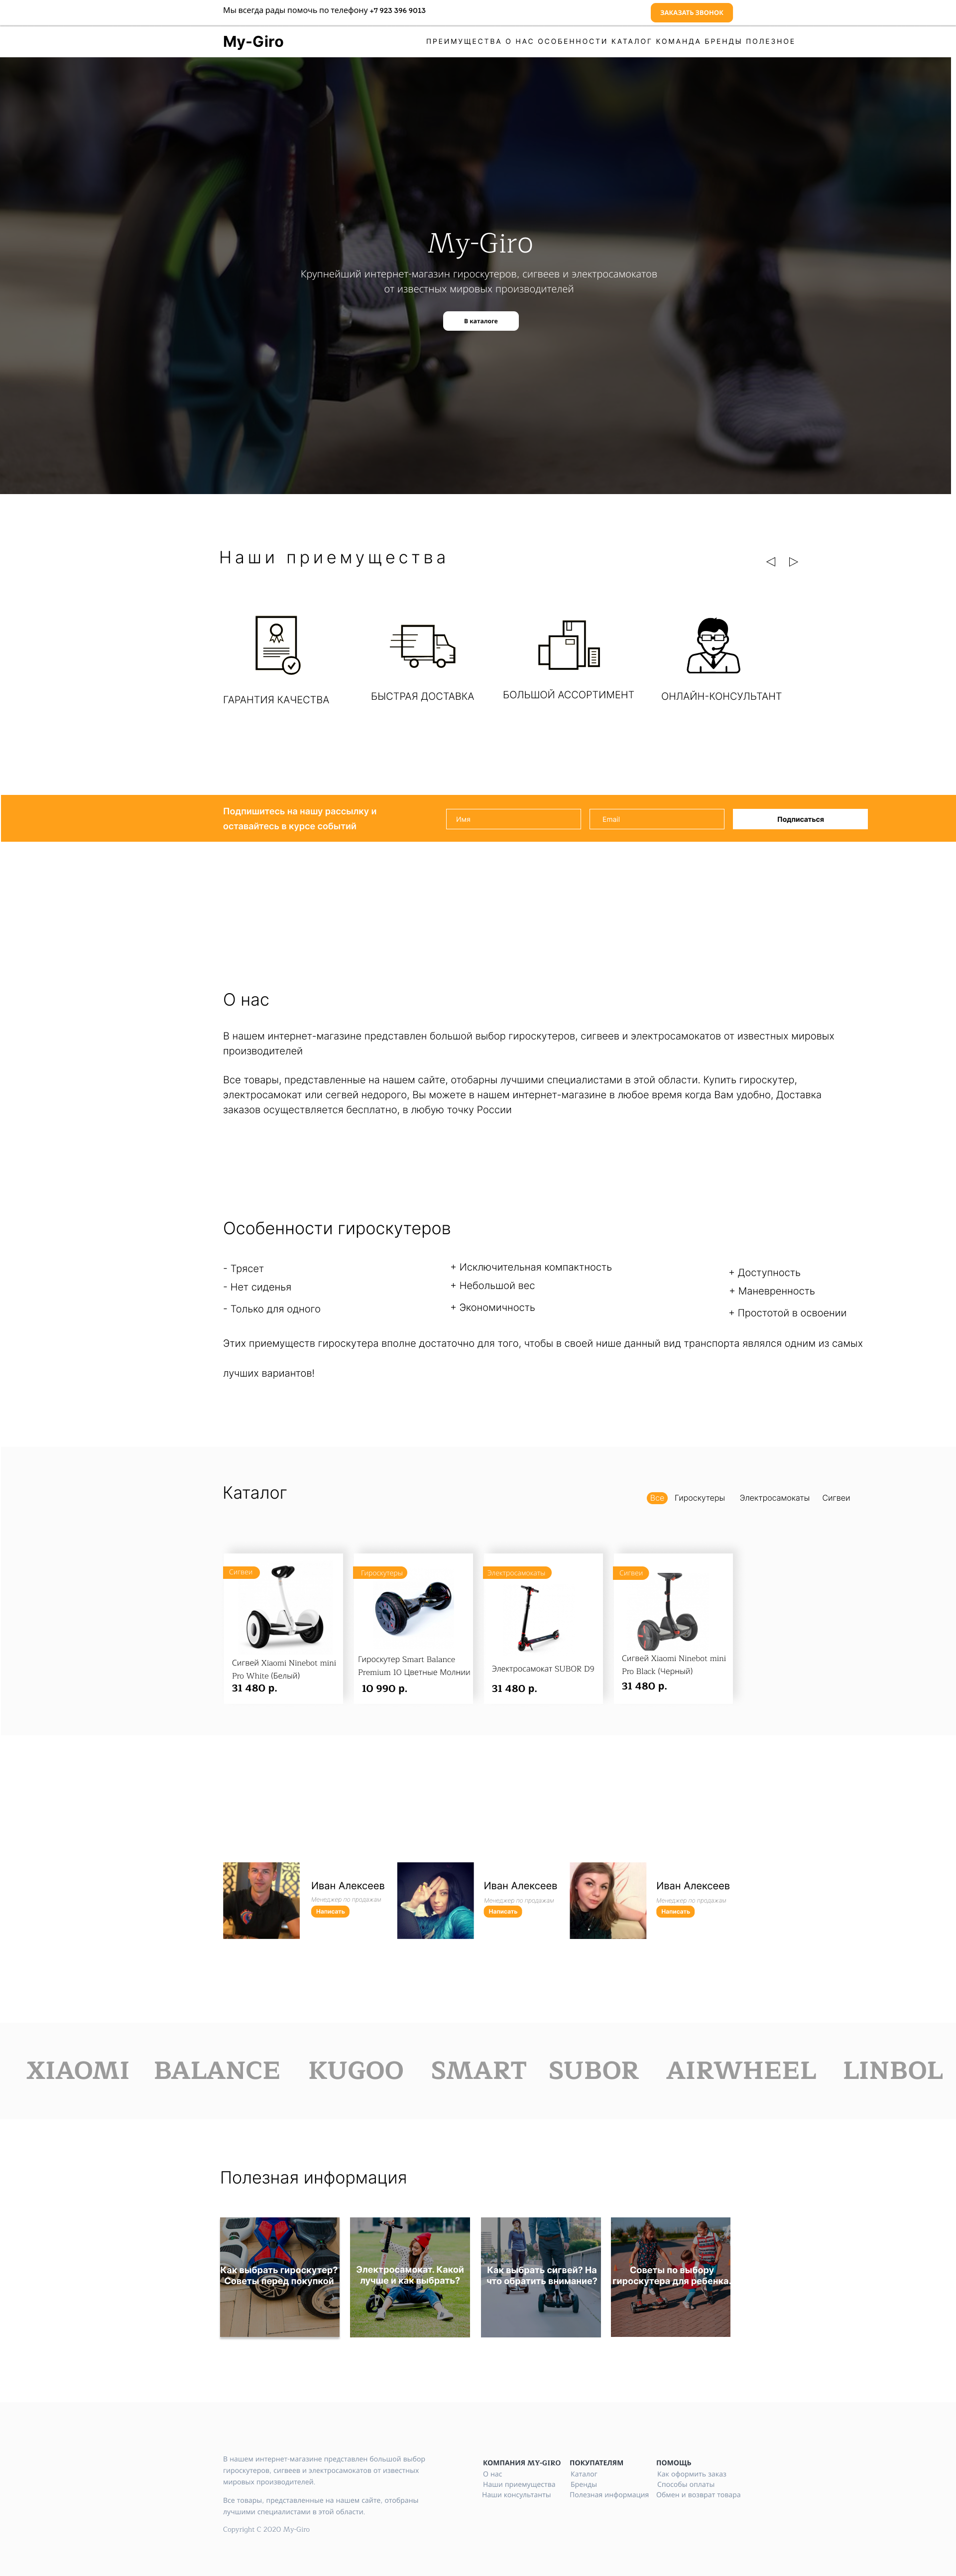 Мы всегда рады помочь по телефону +7 923 396 9013
ЗАКАЗАТЬ ЗВОНОК
My-Giro
ПРЕИМУЩЕСТВА О НАС ОСОБЕННОСТИ КАТАЛОГ КОМАНДА БРЕНДЫ ПОЛЕЗНОЕ
My-Giro
Крупнейший интернет-магазин гироскутеров, сигвеев и электросамокатов
от известных мировых производителей
В каталоге
Наши приемущества
ГАРАНТИЯ КАЧЕСТВА
БЫСТРАЯ ДОСТАВКА
БОЛЬШОЙ АССОРТИМЕНТ
ОНЛАЙН-КОНСУЛЬТАНТ
Подпишитесь на нашу рассылку и
оставайтесь в курсе событий
Имя
Email
Подписаться
О нас
В нашем интернет-магазине представлен большой выбор гироскутеров, сигвеев и электросамокатов от известных мировых
производителей
Все товары, представленные на нашем сайте, отобарны лучшими специалистами в этой области. Купить гироскутер,
электросамокат или сегвей недорого, Вы можете в нашем интернет-магазине в любое время когда Вам удобно, Доставка
заказов осуществляется бесплатно, в любую точку России
Особенности гироскутеров
- Трясет
- Нет сиденья
- Только для одного
+ Исключительная компактность
+ Небольшой вес
+ Экономичность
+ Доступность
+ Маневренность
+ Простотой в освоении
Этих приемуществ гироскутера вполне достаточно для того, чтобы в своей нише данный вид транспорта являлся одним из самых
лучших вариантов!
Каталог
Все
Гироскутеры
Электросамокаты
Сигвеи
Сигвеи
Сигвей Xiaomi Ninebot mini
Pro White (Белый)
31 480 р.
Гироскутеры
Гироскутер Smart Balance
Premium 10 Цветные Молнии
10 990 р.
Электросамокаты
Электросамокат SUBOR D9
31 480 р.
Сигвеи
Сигвей Xiaomi Ninebot mini
Pro Black (Черный)
31 480 р.
Иван Алексеев
Менеджер по продажам
Написать
Иван Алексеев
Менеджер по продажам
Написать
Иван Алексеев
Менеджер по продажам
Написать
XIAOMI BALANCE KUGOO SMART SUBOR AIRWHEEL LINBOL
Полезная информация
Как выбрать гироскутер?
Советы перед покупкой
Электросамокат. Какой
лучше и как выбрать?
Как выбрать сигвей? На
что обратить внимание?
Советы по выбору
гироскутера для ребенка.
В нашем интернет-магазине представлен большой выбор
гироскутеров, сигвеев и электросамокатов от известных
мировых производителей.
Все товары, представленные на нашем сайте, отобраны
лучшими специалистами в этой области.
Copyright C 2020 My-Giro
КОМПАНИЯ MY-GIRO
О нас
Наши приемущества
Наши консультанты
ПОКУПАТЕЛЯМ
Каталог
Бренды
Полезная информация
ПОМОЩЬ
Как оформить заказ
Способы оплаты
Обмен и возврат товара